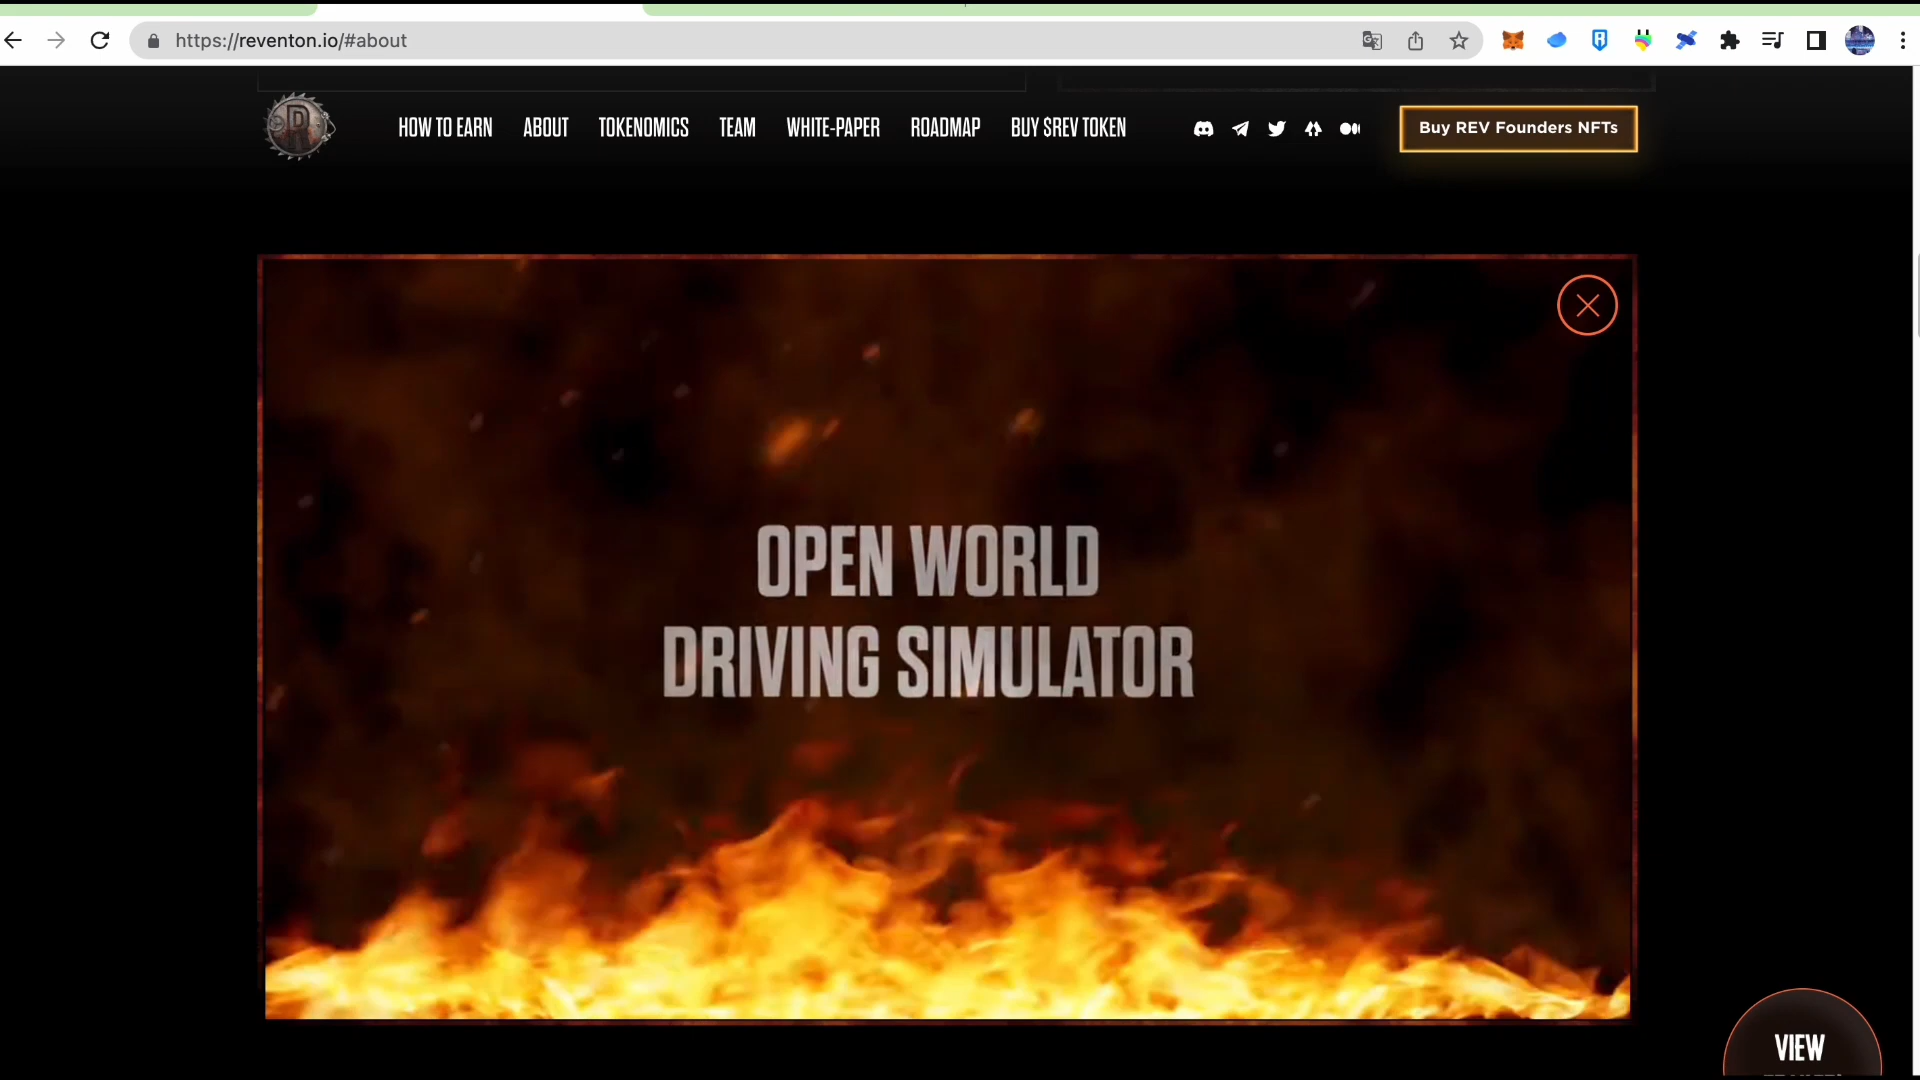 https://reventon.io/#about
HOW TO EARN ABOUT TOKENOMICS TEAM WHITE-PAPER ROADMAP BUY $REV TOKEN
Buy REV Founders NFTs
OPEN WORLD
DRIVING SIMULATOR
VIEW